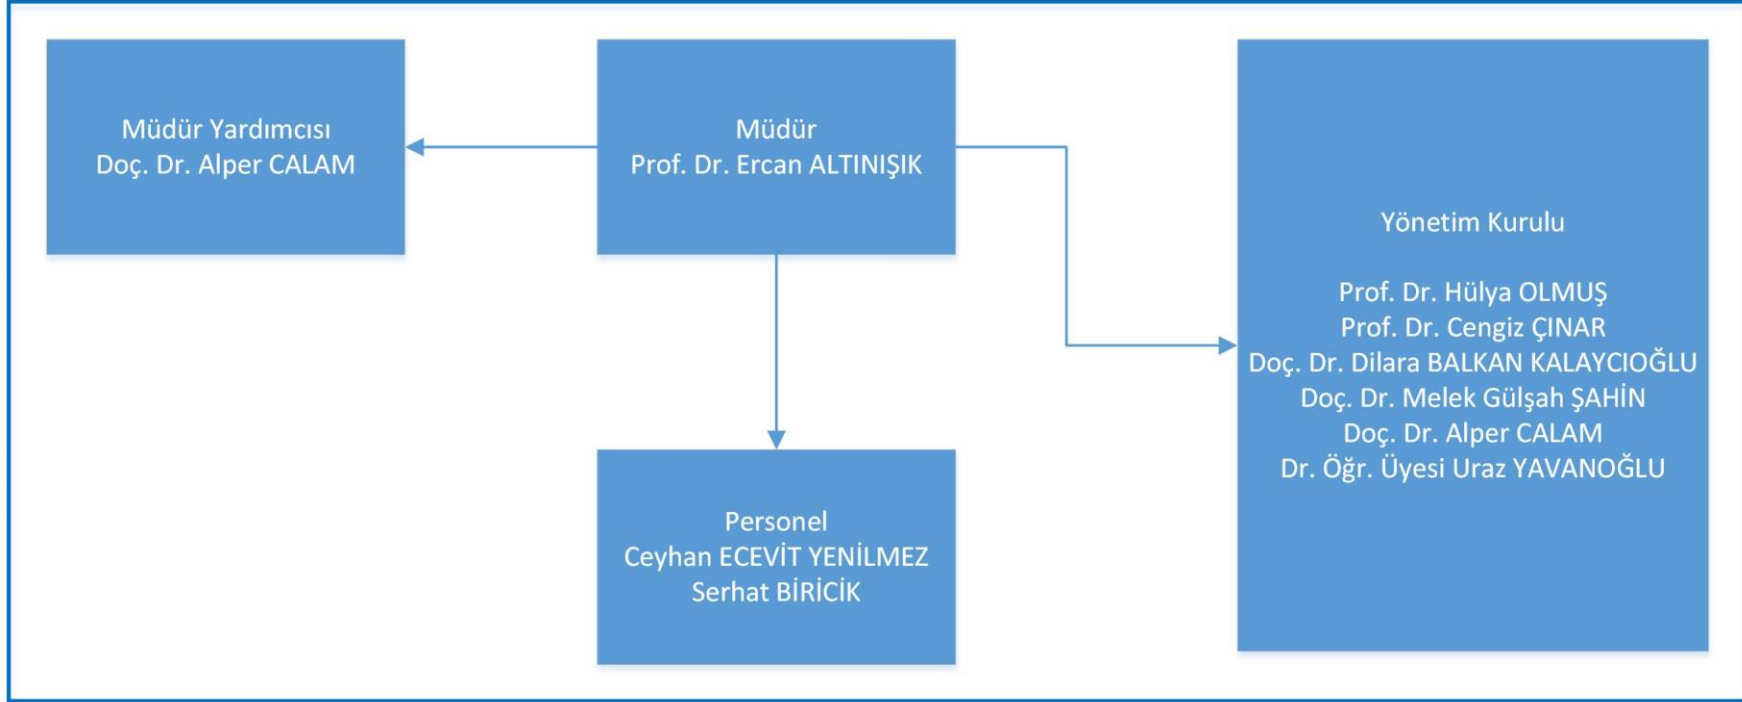 Müdür Yardımcısı
Doç. Dr. Alper CALAM
Müdür
Prof. Dr. Ercan ALTINIŞIK
Yönetim Kurulu
Prof. Dr. Hülya OLMUŞ
Prof. Dr. Cengiz ÇINAR
Doç. Dr. Dilara BALKAN KALAYCIOĞLU
Doç. Dr. Melek Gülşah ŞAHİN
Doç. Dr. Alper CALAM
Dr. Öğr. Üyesi Uraz YAVANOĞLU
Personel
Ceyhan ECEVİT YENİLMEZ
Serhat BİRİCİK